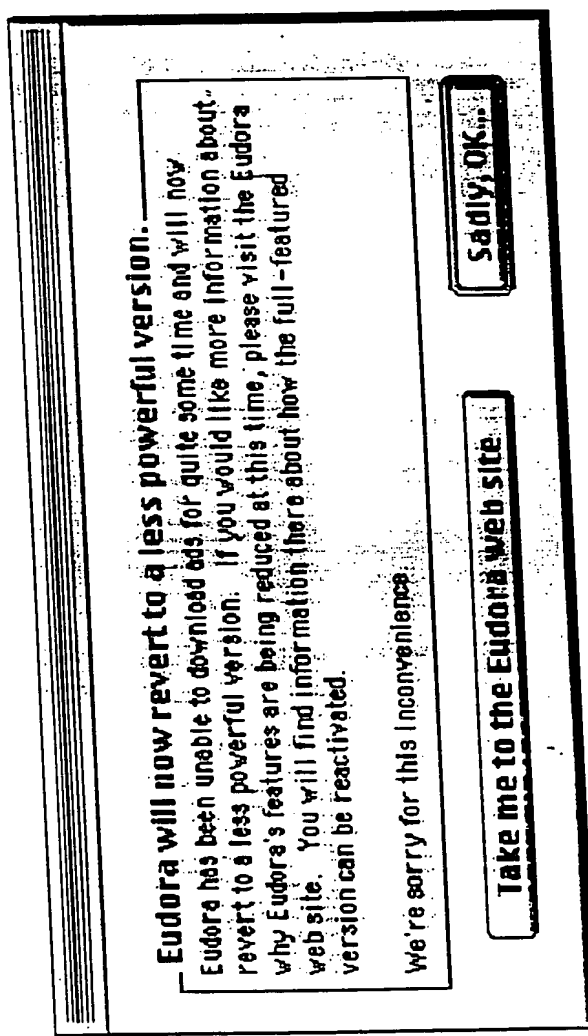 Eudora will now revert to a less powerful version.
Eudora has been unable to download ads for quite some time and will now
revert to a less powerful version. If you would like more information about
why Eudora's features are being reduced at this time, please visit the Eudora
web site. You will find information there about how the full-featured
version can be reactivated.
We're sorry for this inconvenience.
Take me to the Eudora web site
Sadly, OK...